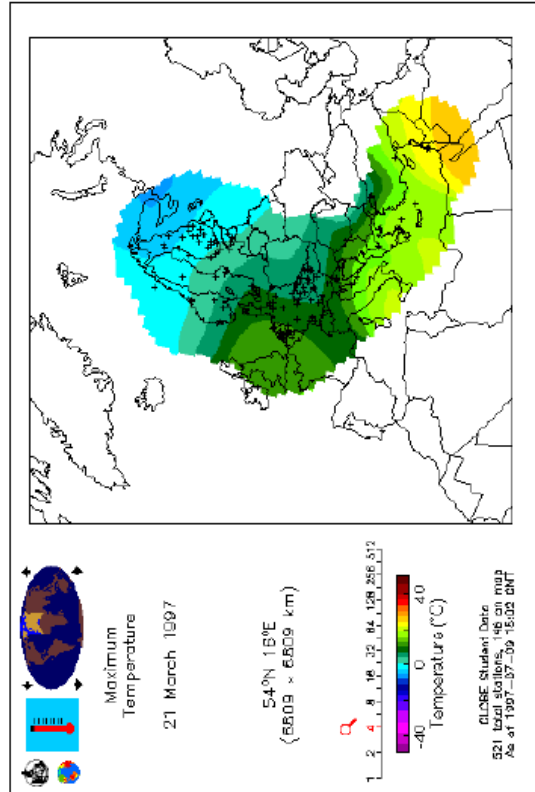 Maximum
Temperature
21 March 1997
54°N 16°E
(6809 × 6809 km)
1 2 4 8 16 32 64 128 256 512
-40 0 40
Temperature (°C)
GLOBE Student Data
521 total stations, 146 on map
As of 1997-07-09 18:02 GMT